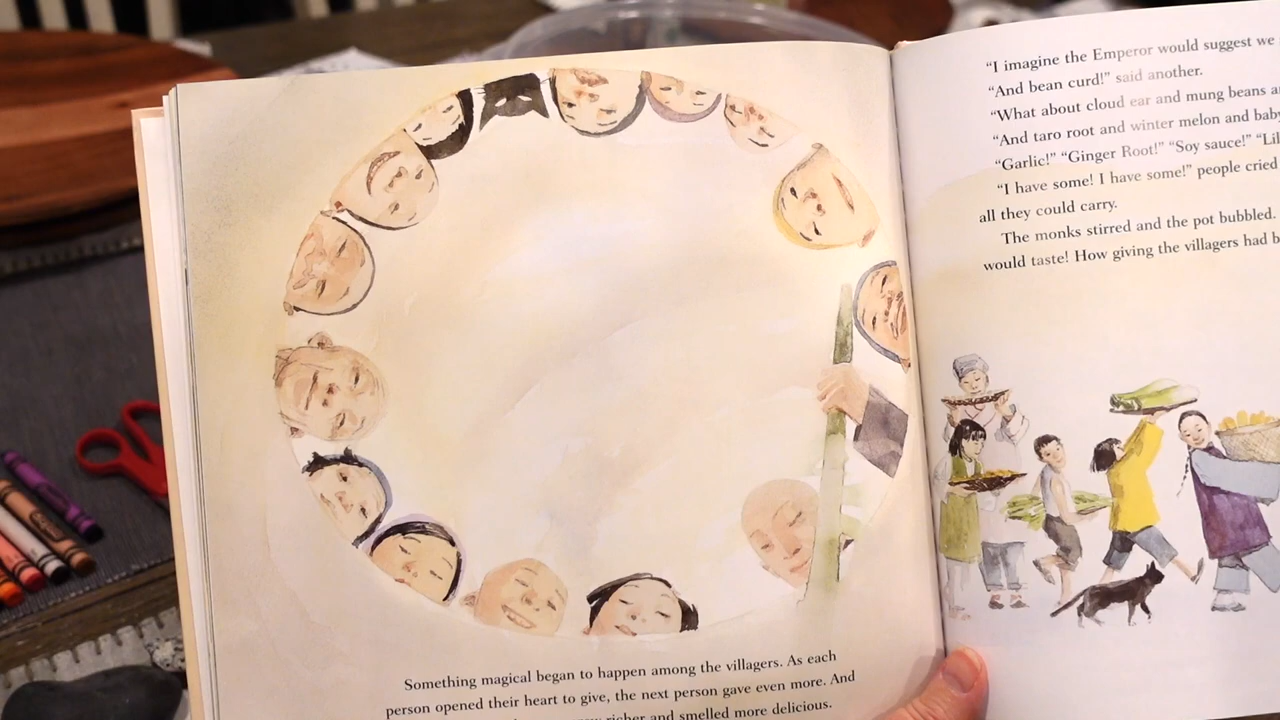 Something magical began to happen among the villagers. As each
person opened their heart to give, the next person gave even more. And
richer and smelled more delicious.
“I imagine the Emperor would suggest we
“And bean curd!” said another.
“What about cloud ear and mung beans
“And taro root and winter melon and baby
“Garlic!” “Ginger Root!” “Soy sauce!”
“I have some! I have some!” people cried
all they could carry.
The monks stirred and the pot bubbled.
would taste! How giving the villagers had